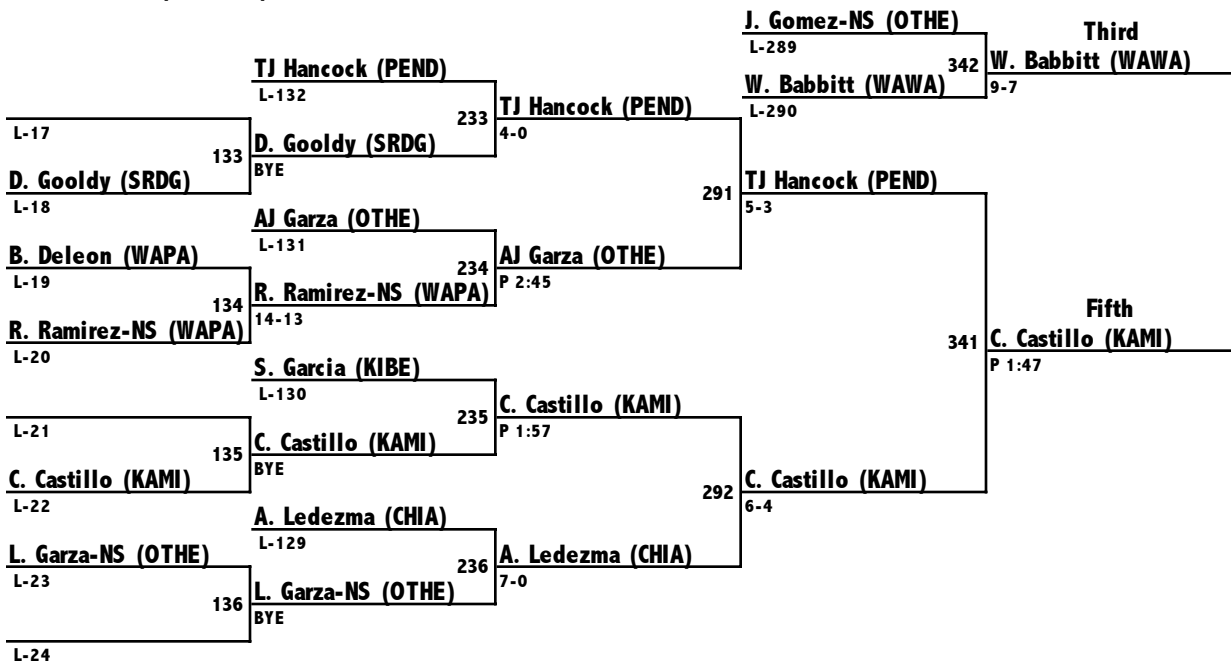 J. Gomez-NS (OTHE)
L-289
Third
342
W. Babbitt (WAWA)
9-7
W. Babbitt (WAWA)
L-290
TJ Hancock (PEND)
L-132
233
TJ Hancock (PEND)
4-0
L-17
133
D. Gooldy (SRDG)
BYE
D. Gooldy (SRDG)
L-18
291
TJ Hancock (PEND)
5-3
AJ Garza (OTHE)
L-131
B. Deleon (WAPA)
L-19
234
AJ Garza (OTHE)
P 2:45
134
R. Ramirez-NS (WAPA)
14-13
R. Ramirez-NS (WAPA)
L-20
Fifth
341
C. Castillo (KAMI)
P 1:47
S. Garcia (KIBE)
L-130
235
C. Castillo (KAMI)
P 1:57
L-21
135
C. Castillo (KAMI)
BYE
C. Castillo (KAMI)
L-22
292
C. Castillo (KAMI)
6-4
A. Ledezma (CHIA)
L-129
L. Garza-NS (OTHE)
L-23
236
A. Ledezma (CHIA)
7-0
136
L. Garza-NS (OTHE)
BYE
L-24